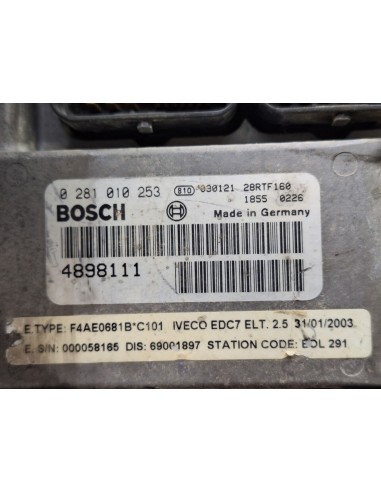 0 281 010 253 E10 *030121 28RTF160
1855 0226
BOSCH Made in Germany
4898111
E.TYPE: F4AE0681B*C101 IVECO EDC7 ELT. 2.5 31/01/2003
E. S/N: 000058165 DIS: 69001897 STATION CODE: EOL 291